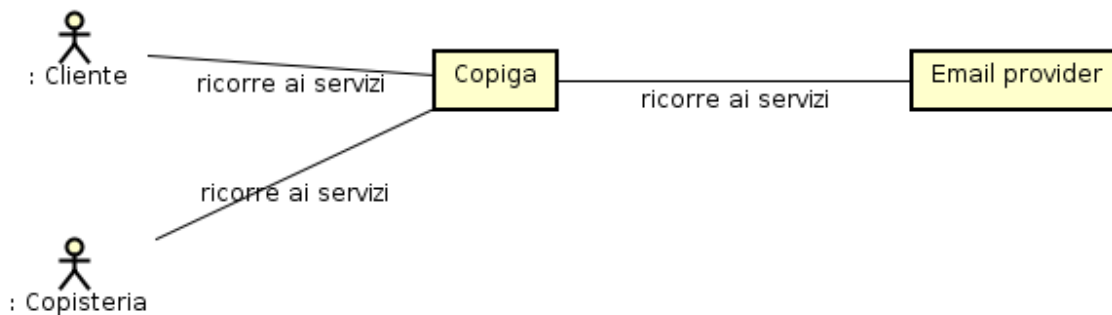 : Cliente
ricorre ai servizi
Copiga
ricorre ai servizi
Email provider
ricorre ai servizi
: Copisteria